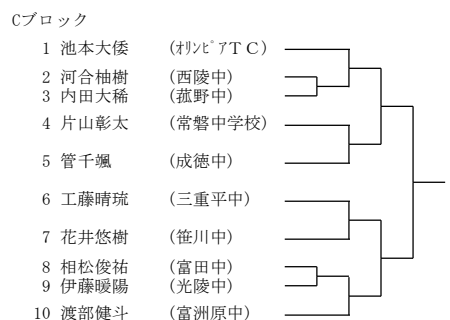 Cブロック
1 池本大倭 (ｵﾘﾝﾋﾟｱＴＣ)
2 河合柚樹 (西陵中)
3 内田大稀 (菰野中)
4 片山彰太 (常磐中学校)
5 管千颯 (成徳中)
6 工藤晴琉 (三重平中)
7 花井悠樹 (笹川中)
8 相松俊祐 (富田中)
9 伊藤暖陽 (光陵中)
10 渡部健斗 (富洲原中)